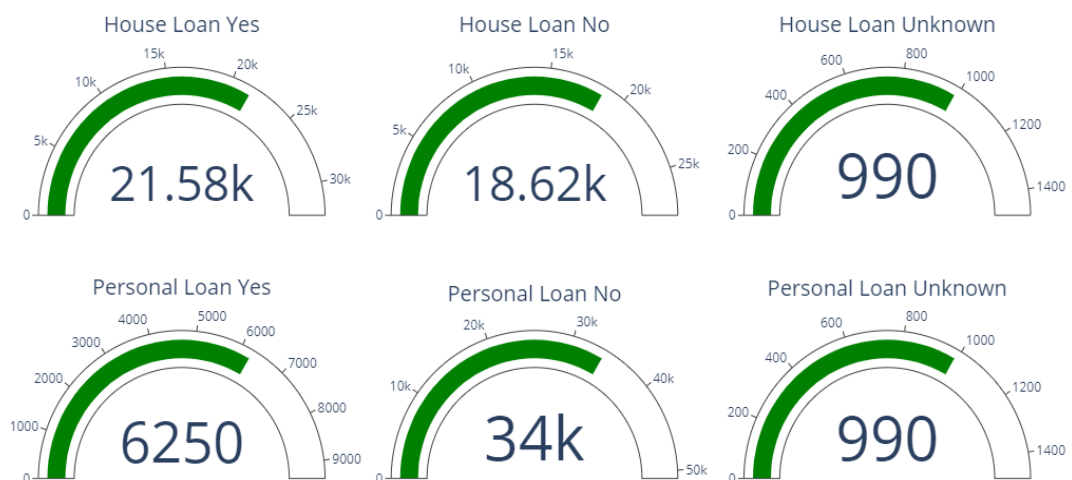 House Loan Yes
0
5k
10k
15k
20k
25k
30k
21.58k
House Loan No
0
5k
10k
15k
20k
25k
18.62k
House Loan Unknown
0
200
400
600
800
1000
1200
1400
990
Personal Loan Yes
0
1000
2000
3000
4000
5000
6000
7000
8000
9000
6250
Personal Loan No
0
10k
20k
30k
40k
50k
34k
Personal Loan Unknown
0
200
400
600
800
1000
1200
1400
990